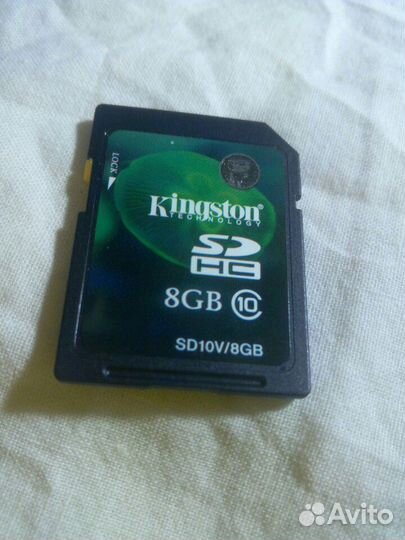 LOCK
Kingston
TECHNOLOGY
SD
HC
8GB 10
SD10V/8GB
Avito